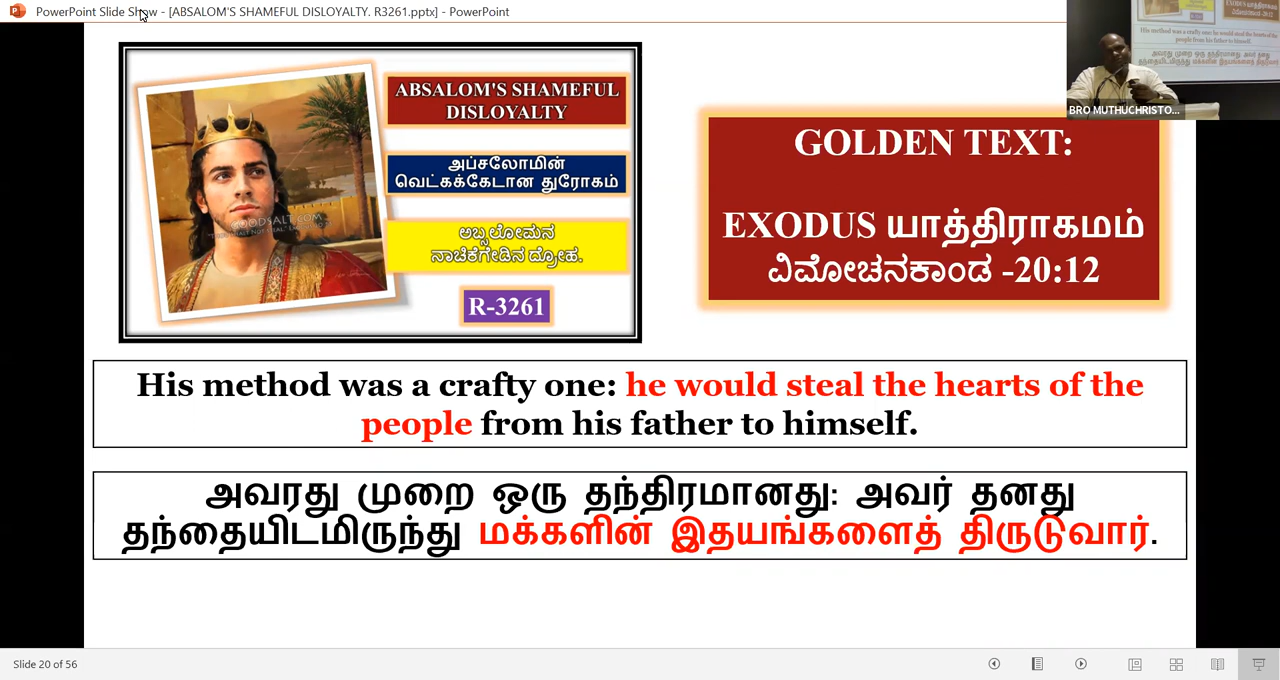 PowerPoint Slide Show - [ABSALOM'S SHAMEFUL DISLOYALTY. R3261.pptx] - PowerPoint
ABSALOM'S SHAMEFUL
DISLOYALTY
அப்சலோமின்
வெட்கக்கேடான துரோகம்
ಅಬ್ಸಲೋಮನ
ನಾಚಿಕೆಗೇಡಿನ ದ್ರೋಹ.
R-3261
GOODSALT.COM
GOLDEN TEXT:
EXODUS யாத்திராகமம்
ವಿಮೋಚನಕಾಂಡ -20:12
BRO MUTHUCHRISTO...
His method was a crafty one: he would steal the hearts of the
people from his father to himself.
அவரது முறை ஒரு தந்திரமானது: அவர் தனது
தந்தையிடமிருந்து மக்களின் இதயங்களைத் திருடுவார்.
Slide 20 of 56